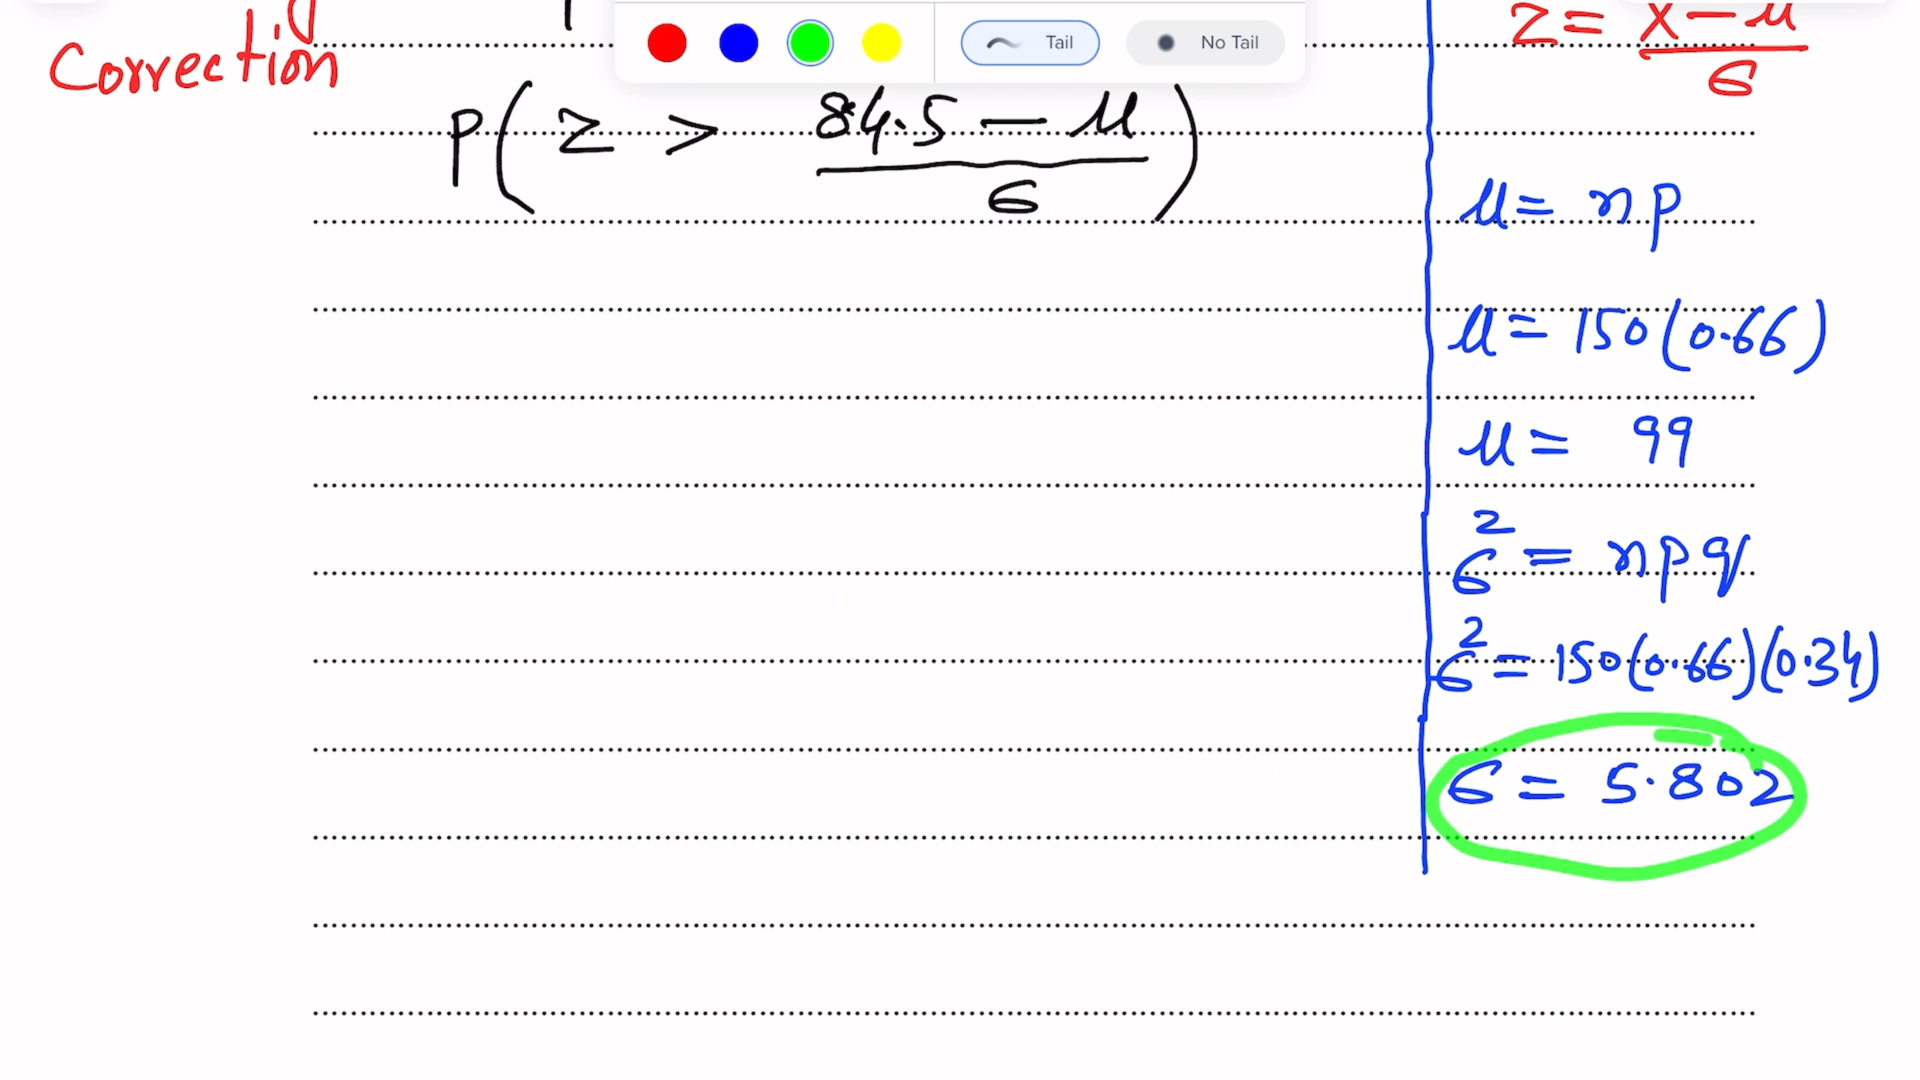 Correction
Tail
No Tail
P(z > (84.5 – μ)/σ)
z = (x – μ)/σ
μ = np
μ = 150(0.66)
μ = 99
σ² = npq
σ² = 150(0.66)(0.34)
σ = 5.802